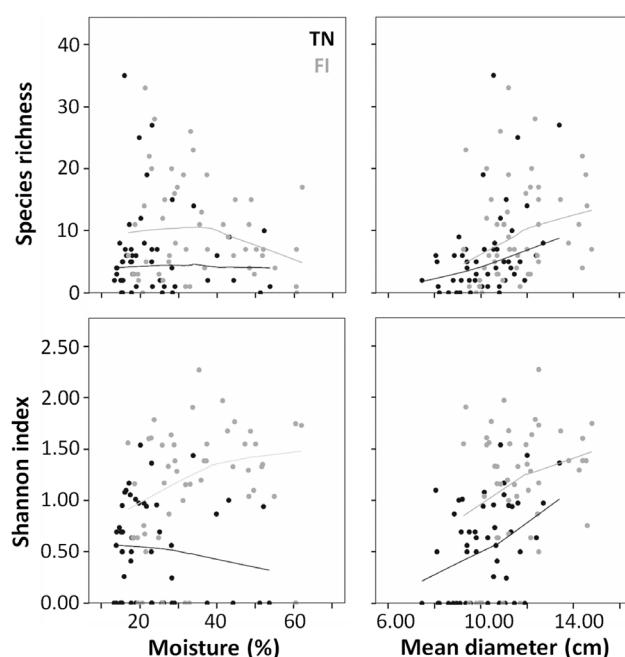 40
30
20
10
0
Species richness
TN
FI
2.50
2.00
1.50
1.00
0.50
0.00
Shannon index
20 40 60
Moisture (%)
6.00 10.00 14.00
Mean diameter (cm)